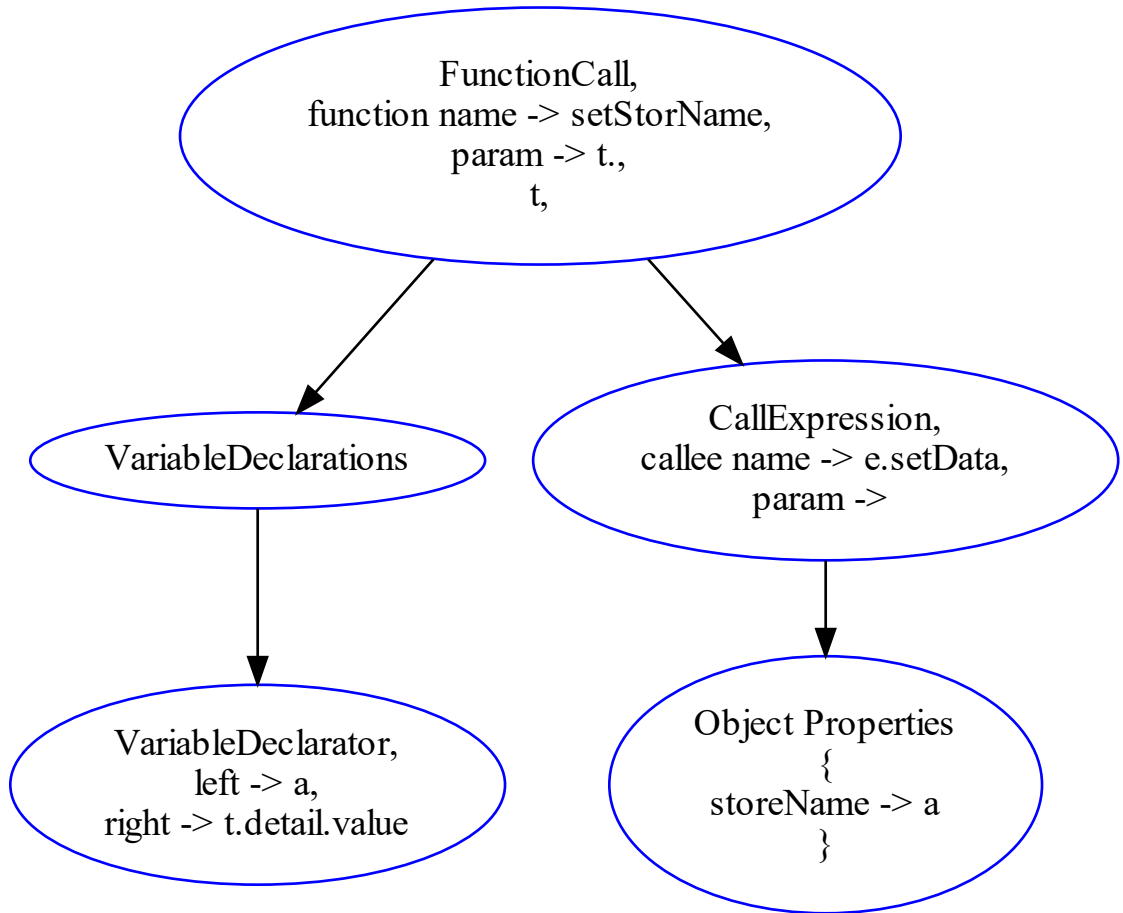 FunctionCall,
function name -> setStorName,
param -> t.,
t,
VariableDeclarations
CallExpression,
callee name -> e.setData,
param ->
VariableDeclarator,
left -> a,
right -> t.detail.value
Object Properties
{
storeName -> a
}